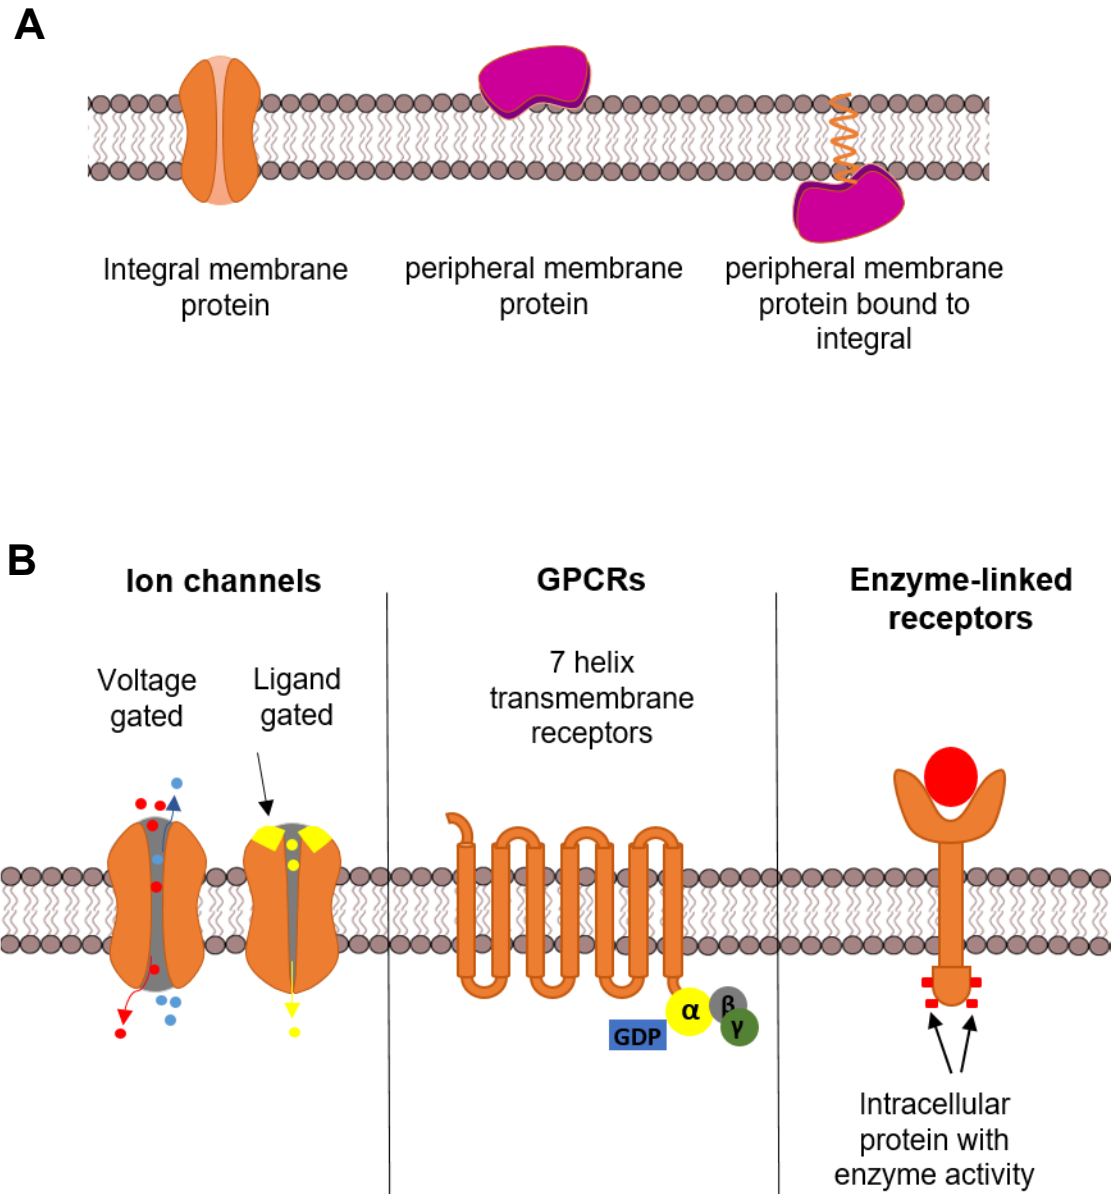 A
Integral membrane
protein
peripheral membrane
protein
peripheral membrane
protein bound to
integral
B
Ion channels
Voltage
gated
Ligand
gated
GPCRs
7 helix
transmembrane
receptors
GDP
α
β
γ
Enzyme-linked
receptors
Intracellular
protein with
enzyme activity